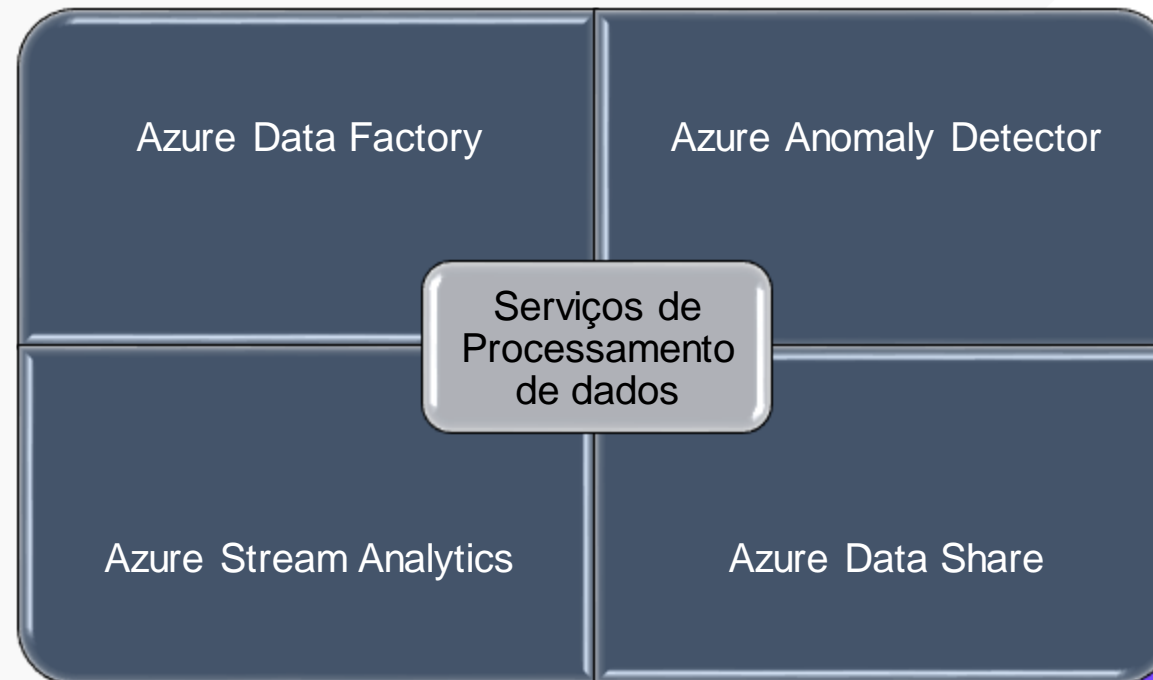 Azure Data Factory
Azure Anomaly Detector
Serviços de
Processamento
de dados
Azure Stream Analytics
Azure Data Share